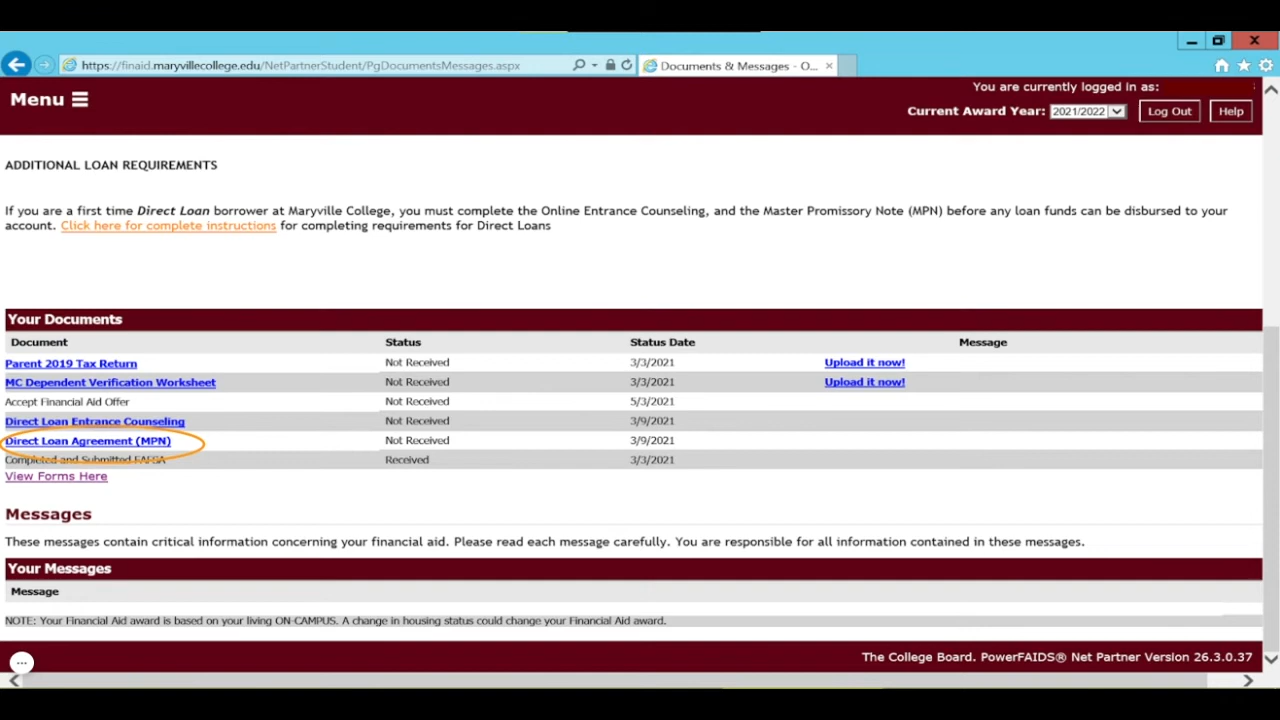 https://finaid.maryvillecollege.edu/NetPartnerStudent/PgDocumentsMessages.aspx
Documents & Messages - O...
Menu
You are currently logged in as:
Current Award Year: 2021/2022 Log Out Help
ADDITIONAL LOAN REQUIREMENTS
If you are a first time Direct Loan borrower at Maryville College, you must complete the Online Entrance Counseling, and the Master Promissory Note (MPN) before any loan funds can be disbursed to your
account. Click here for complete instructions for completing requirements for Direct Loans
Your Documents
Document Status Status Date Message
Parent 2019 Tax Return Not Received 3/3/2021 Upload it now!
MC Dependent Verification Worksheet Not Received 3/3/2021 Upload it now!
Accept Financial Aid Offer Not Received 5/3/2021
Direct Loan Entrance Counseling Not Received 3/9/2021
Direct Loan Agreement (MPN) Not Received 3/9/2021
Completed and Submitted FAFSA Received 3/3/2021
View Forms Here
Messages
These messages contain critical information concerning your financial aid. Please read each message carefully. You are responsible for all information contained in these messages.
Your Messages
Message
NOTE: Your Financial Aid award is based on your living ON-CAMPUS. A change in housing status could change your Financial Aid award.
The College Board. PowerFAIDS® Net Partner Version 26.3.0.37